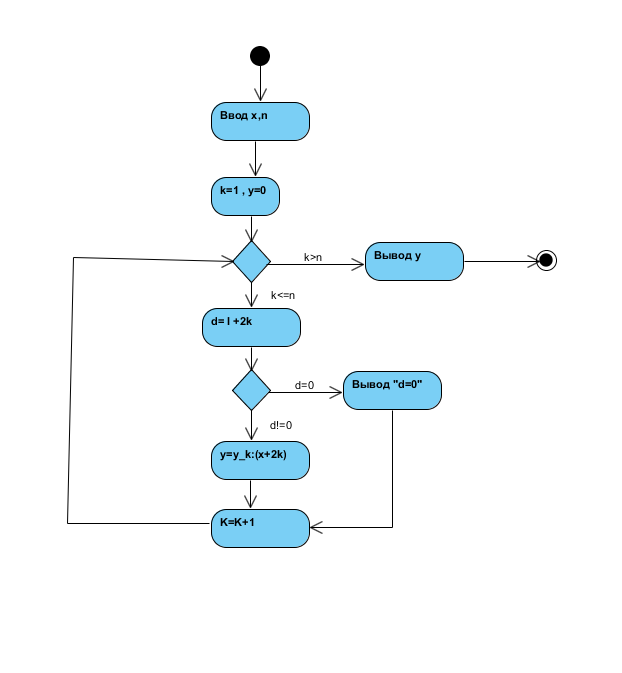 Ввод x,n
k=1 , y=0
k>n
Вывод y
k<=n
d= l +2k
d=0
Вывод "d=0"
d!=0
y=y_k:(x+2k)
K=K+1